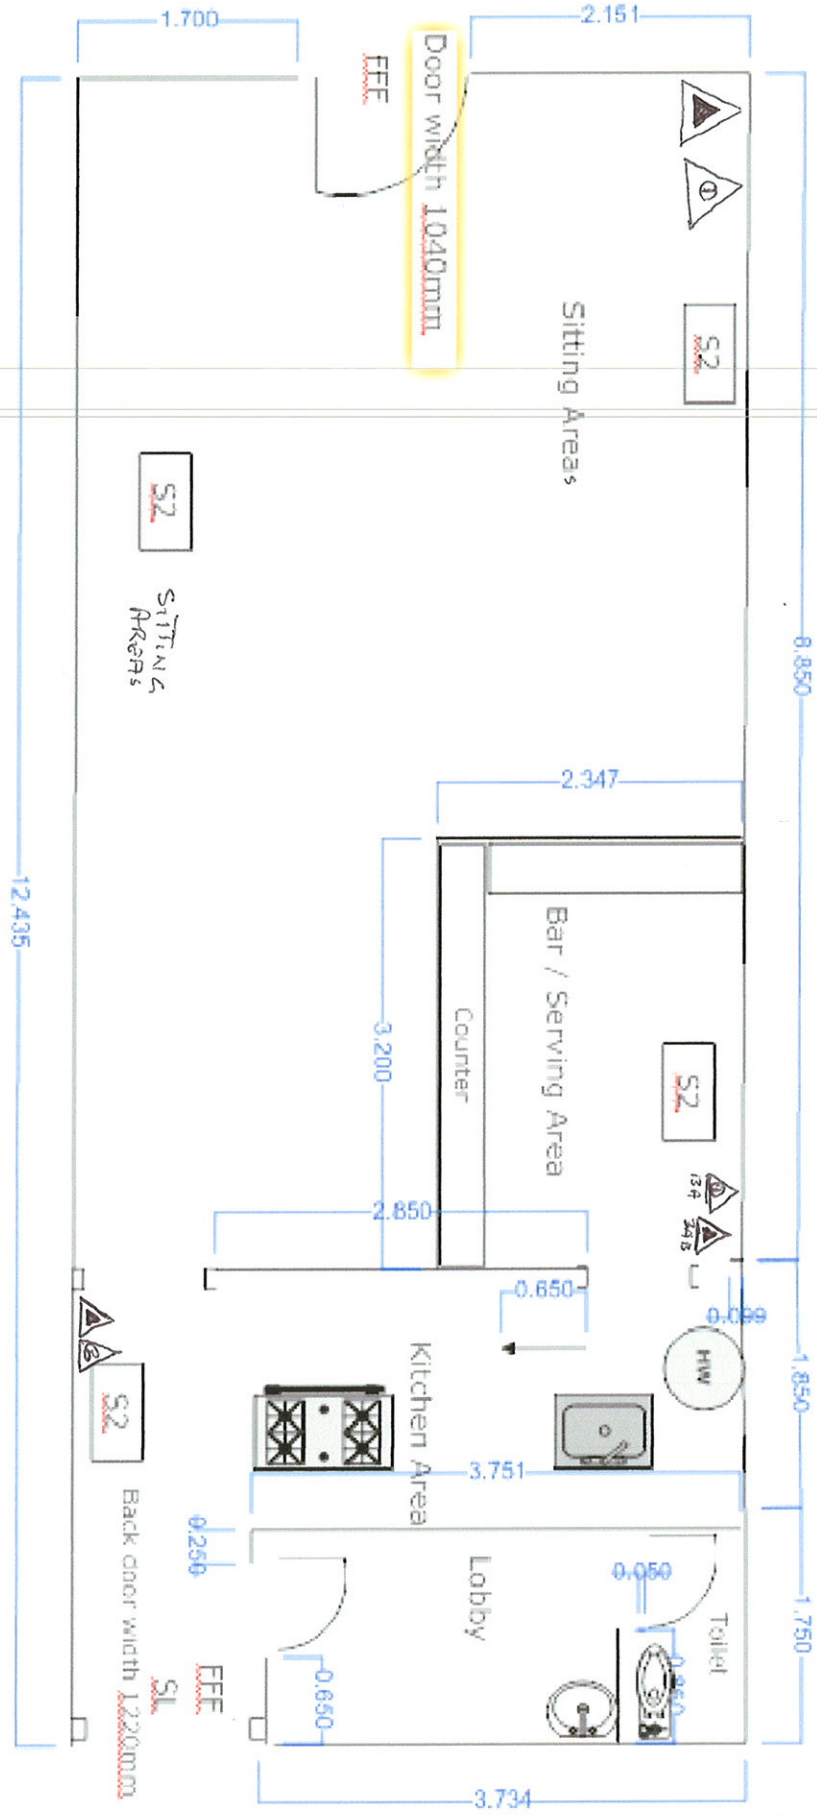 1.700
2.151
EFE
Door width 1040mm
Sitting Areas
S2
S2
SITTING
AREAS
8.850
12.435
2.347
3.200
Counter
Bar / Serving Area
S2
13A
2.850
0.650
0.099
HW
1.850
S2
Kitchen Area
3.751
0.250
Lobby
0.050
Toilet
1.750
0.650
Back door width 1220mm
SL
EFE
3.734